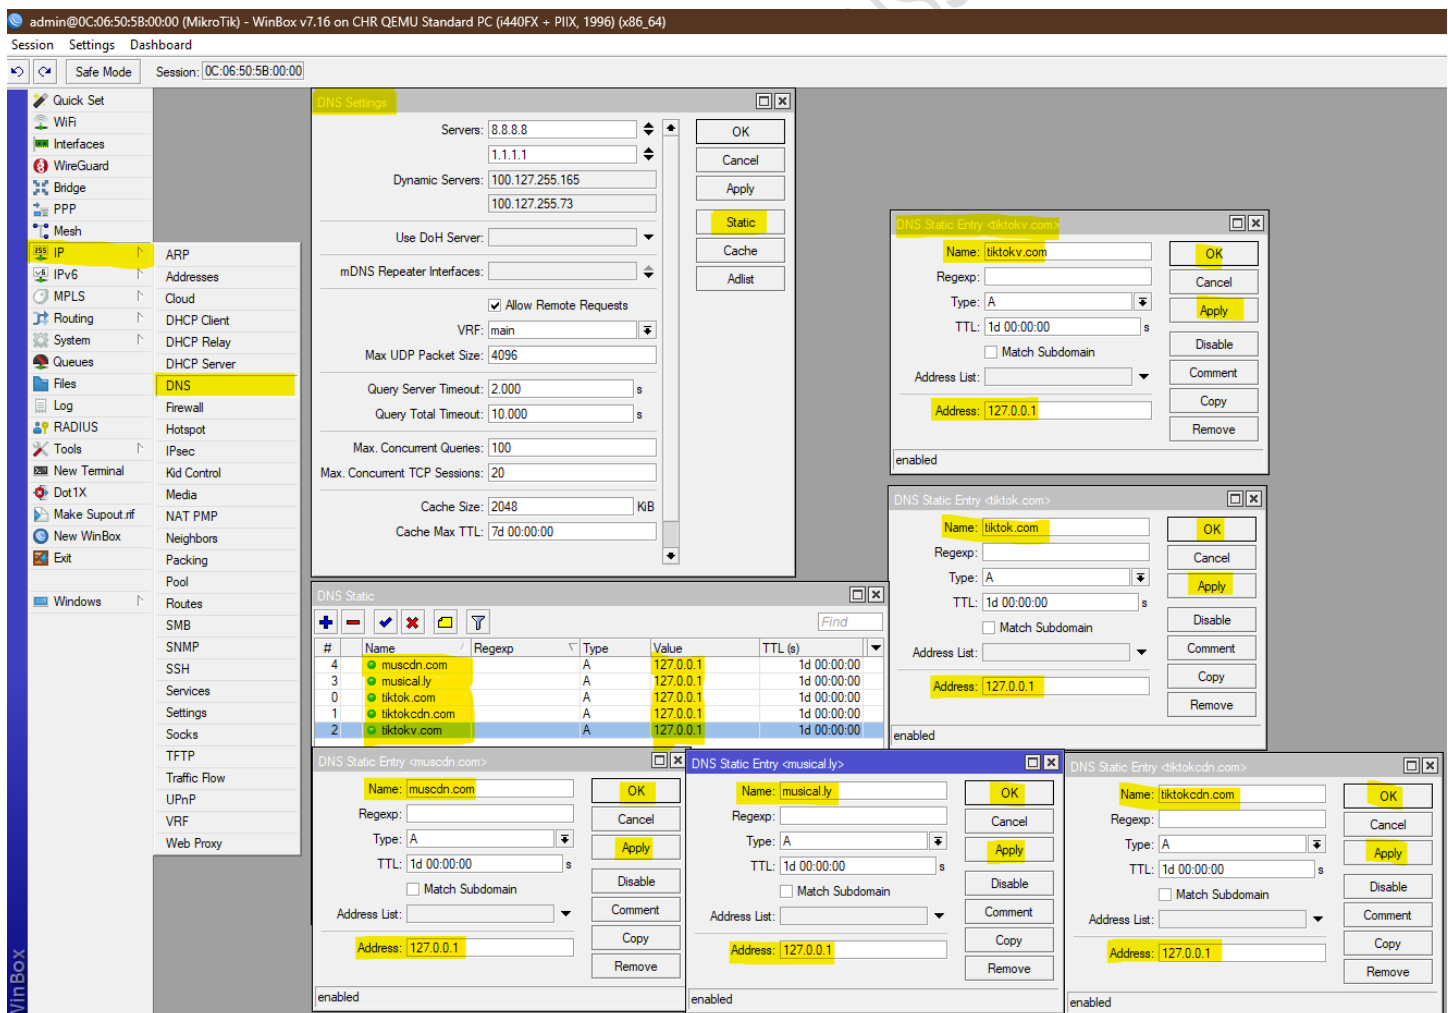 admin@0C:06:50:5B:00:00 (MikroTik) - WinBox v7.16 on CHR QEMU Standard PC (i440FX + PIIX, 1996) (x86_64)
Session Settings Dashboard
Safe Mode Session: 0C:06:50:5B:00:00
Quick Set
WiFi
Interfaces
WireGuard
Bridge
PPP
Mesh
IP
IPv6
MPLS
Routing
System
Queues
Files
Log
RADIUS
Tools
New Terminal
Dot1X
Make Supout.rif
New WinBox
Exit
Windows
WinBox
ARP
Addresses
Cloud
DHCP Client
DHCP Relay
DHCP Server
DNS
Firewall
Hotspot
IPsec
Kid Control
Media
NAT PMP
Neighbors
Packing
Pool
Routes
SMB
SNMP
SSH
Services
Settings
Socks
TFTP
Traffic Flow
UPnP
VRF
Web Proxy
DNS Settings
Servers: 8.8.8.8
1.1.1.1
Dynamic Servers: 100.127.255.165
100.127.255.73
Use DoH Server:
mDNS Repeater Interfaces:
Allow Remote Requests
VRF: main
Max UDP Packet Size: 4096
Query Server Timeout: 2.000 s
Query Total Timeout: 10.000 s
Max. Concurrent Queries: 100
Max. Concurrent TCP Sessions: 20
Cache Size: 2048 KiB
Cache Max TTL: 7d 00:00:00
OK
Cancel
Apply
Static
Cache
Adlist
DNS Static Entry <tiktokv.com>
Name: tiktokv.com
Regexp:
Type: A
TTL: 1d 00:00:00 s
Match Subdomain
Address List:
Address: 127.0.0.1
enabled
OK
Cancel
Apply
Disable
Comment
Copy
Remove
DNS Static Entry <tiktok.com>
Name: tiktok.com
Regexp:
Type: A
TTL: 1d 00:00:00 s
Match Subdomain
Address List:
Address: 127.0.0.1
enabled
OK
Cancel
Apply
Disable
Comment
Copy
Remove
DNS Static
Find
# Name Regexp Type Value TTL (s)
4 muscdn.com A 127.0.0.1 1d 00:00:00
3 musical.ly A 127.0.0.1 1d 00:00:00
0 tiktok.com A 127.0.0.1 1d 00:00:00
1 tiktokcdn.com A 127.0.0.1 1d 00:00:00
2 tiktokv.com A 127.0.0.1 1d 00:00:00
DNS Static Entry <muscdn.com>
Name: muscdn.com
Regexp:
Type: A
TTL: 1d 00:00:00 s
Match Subdomain
Address List:
Address: 127.0.0.1
enabled
OK
Cancel
Apply
Disable
Comment
Copy
Remove
DNS Static Entry <musical.ly>
Name: musical.ly
Regexp:
Type: A
TTL: 1d 00:00:00 s
Match Subdomain
Address List:
Address: 127.0.0.1
enabled
OK
Cancel
Apply
Disable
Comment
Copy
Remove
DNS Static Entry <tiktokcdn.com>
Name: tiktokcdn.com
Regexp:
Type: A
TTL: 1d 00:00:00 s
Match Subdomain
Address List:
Address: 127.0.0.1
enabled
OK
Cancel
Apply
Disable
Comment
Copy
Remove